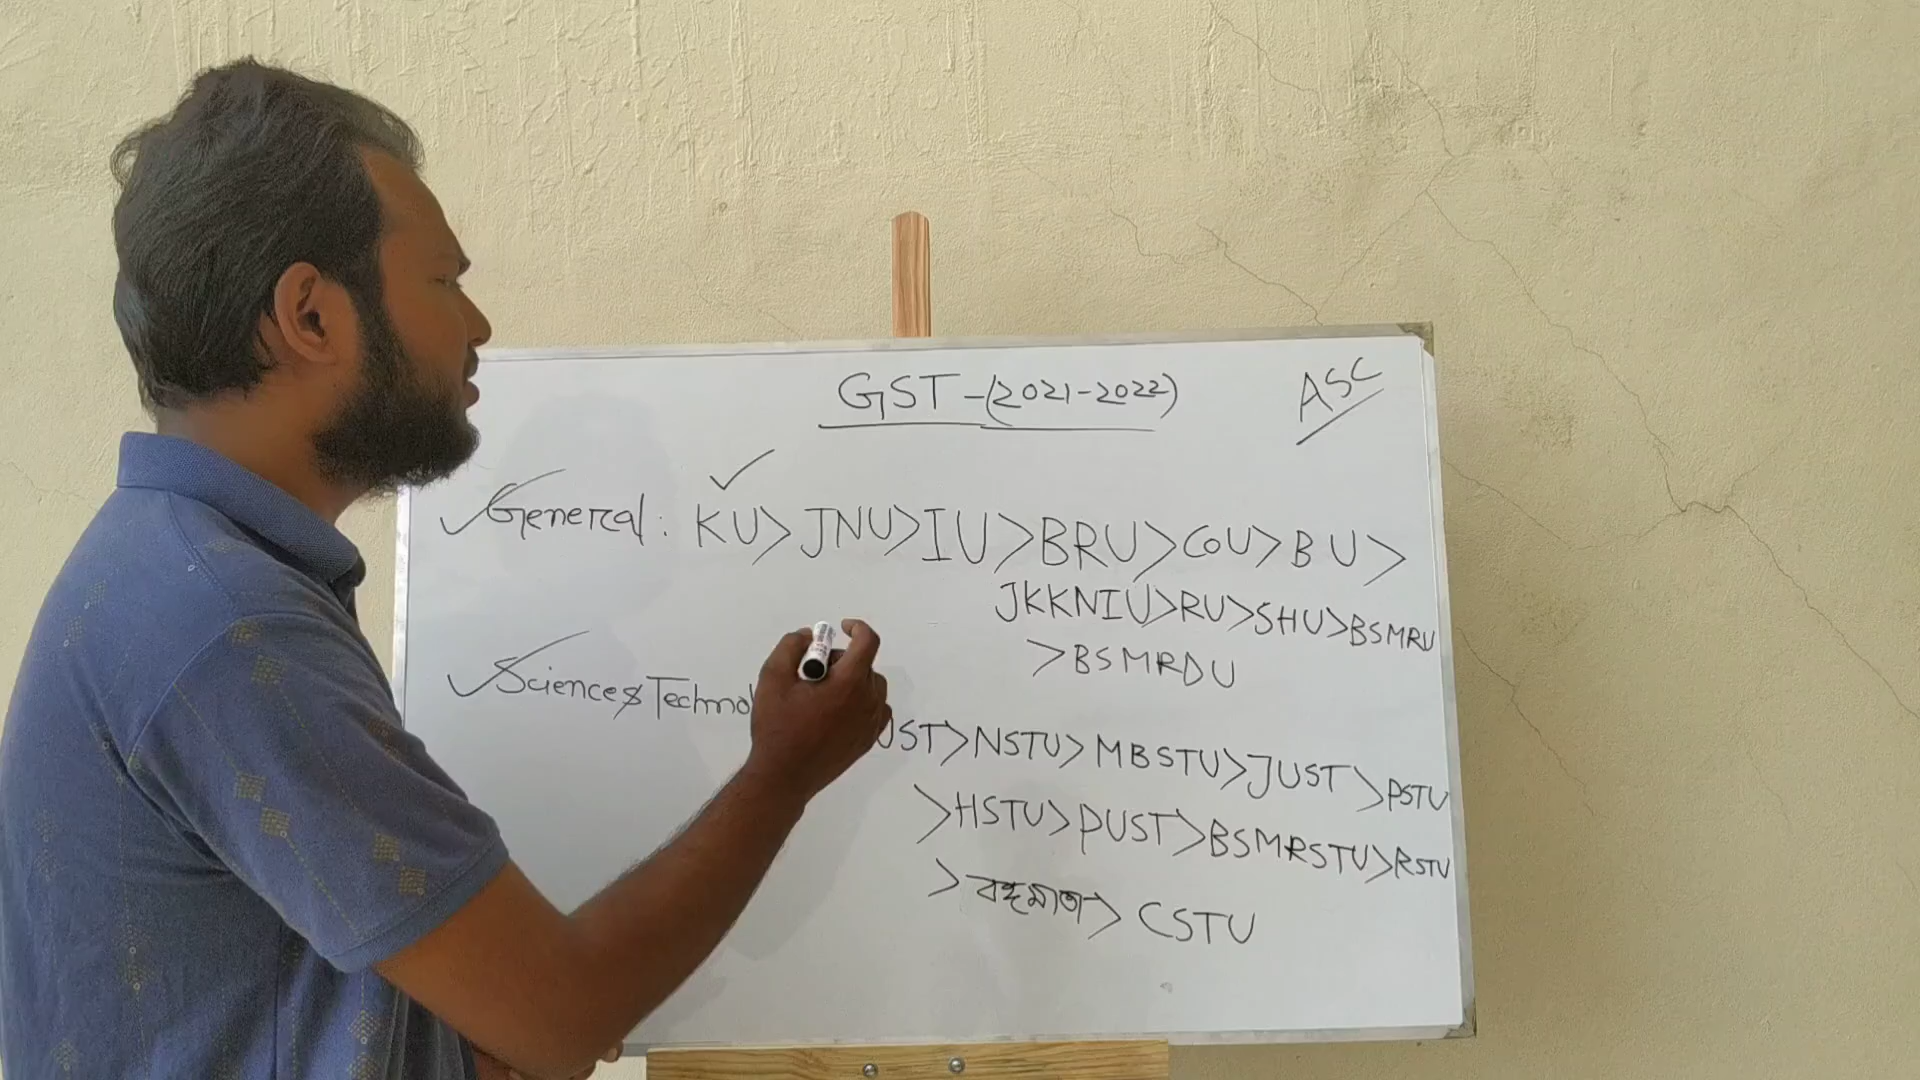 GST-(2021-2022)
ASC
General: KU>JNU>IU>BRU>COU>BU>
JKKNIU>RU>SHU>BSMRU
>BSMRDU
Science & UST>NSTU>MBSTU>JUST>PSTU
>HSTU>PUST>BSMRSTU>RSTU
>বঙ্গমাতা> CSTU